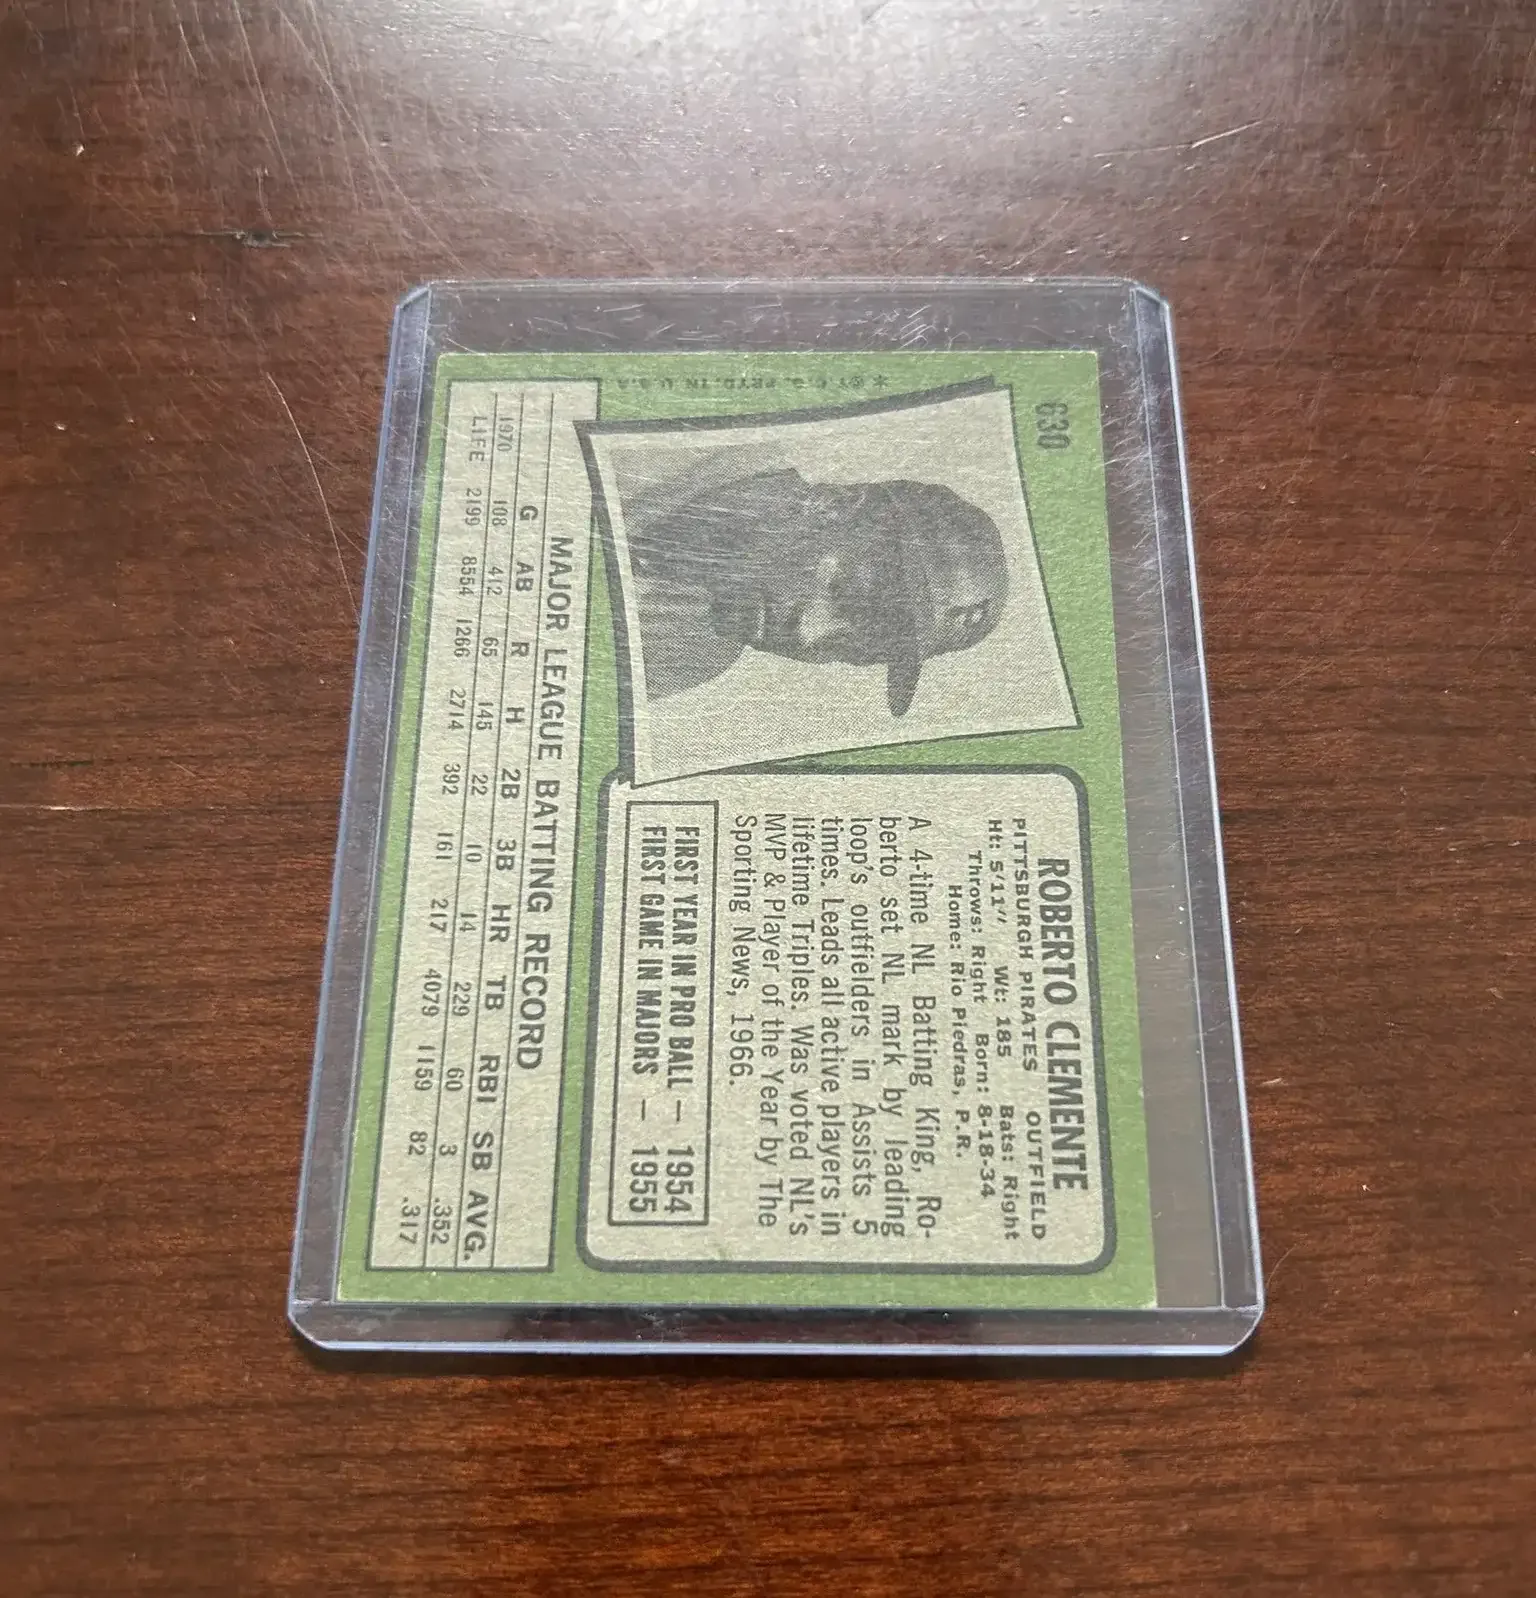 630
ROBERTO CLEMENTE
PITTSBURGH PIRATES OUTFIELD
Ht: 5'11" Wt: 185 Bats: Right
Throws: Right Born: 8-18-34
Home: Rio Piedras, P.R.
A 4-time NL Batting King, Ro-
berto set NL mark by leading
loop's outfielders in Assists 5
times. Leads all active players in
lifetime Triples. Was voted NL's
MVP & Player of the Year by The
Sporting News, 1966.
FIRST YEAR IN PRO BALL — 1954
FIRST GAME IN MAJORS — 1955
MAJOR LEAGUE BATTING RECORD
G AB R H 2B 3B HR TB RBI SB AVG.
1970 108 412 65 145 22 10 14 229 60 3 .352
LIFE 2199 8554 1266 2714 392 161 217 4079 1159 82 .317
* © T.C.G. PRTD. IN U.S.A
P